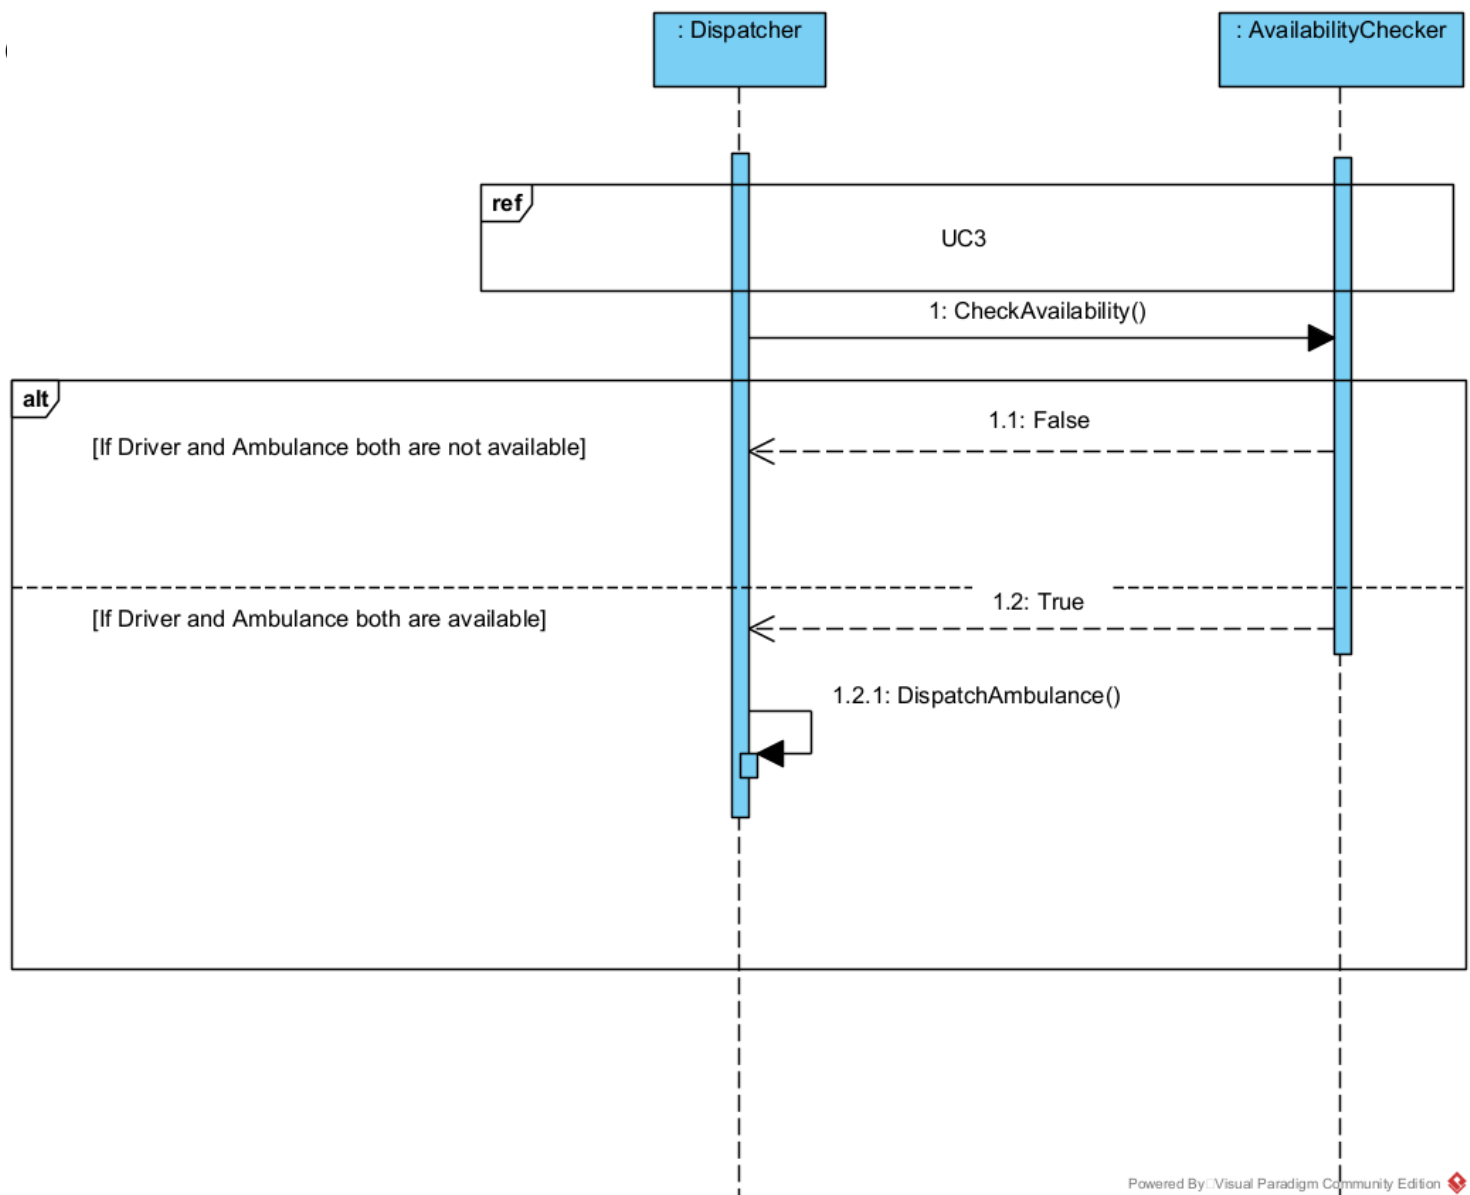 : Dispatcher
: AvailabilityChecker
ref
UC3
1: CheckAvailability()
alt
1.1: False
[If Driver and Ambulance both are not available]
1.2: True
[If Driver and Ambulance both are available]
1.2.1: DispatchAmbulance()
Powered By Visual Paradigm Community Edition